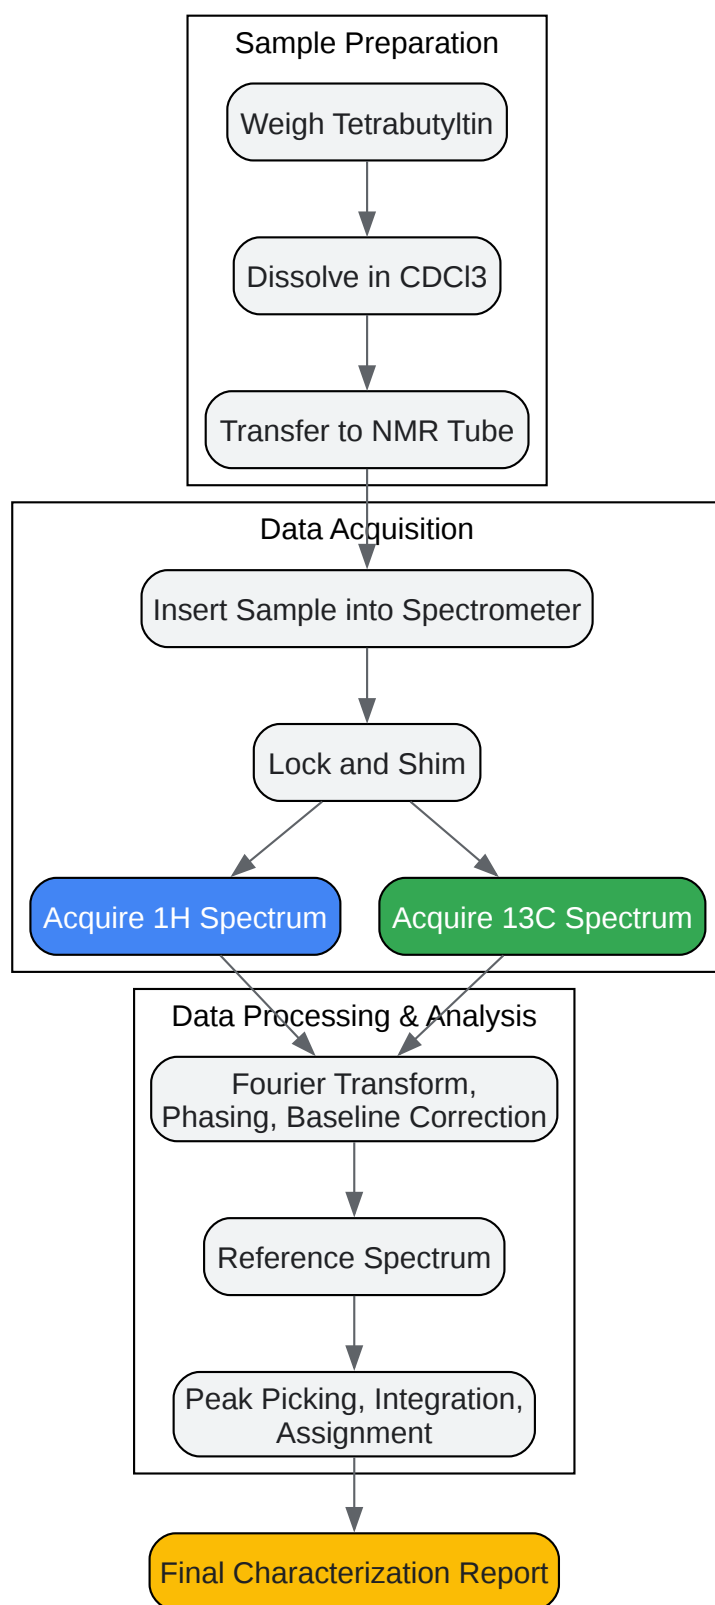 Sample Preparation
Weigh Tetrabutyltin
Dissolve in CDCl3
Transfer to NMR Tube
Data Acquisition
Insert Sample into Spectrometer
Lock and Shim
Acquire 1H Spectrum
Acquire 13C Spectrum
Data Processing & Analysis
Fourier Transform,
Phasing, Baseline Correction
Reference Spectrum
Peak Picking, Integration,
Assignment
Final Characterization Report